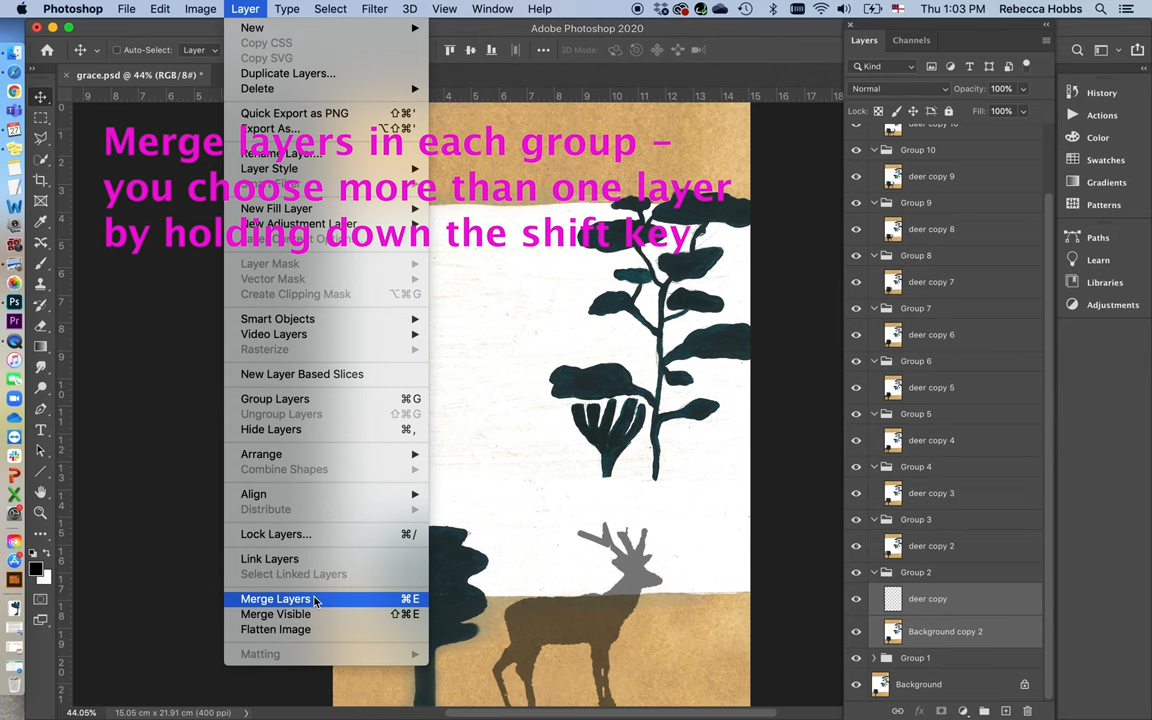 Photoshop File Edit Image Layer Type Select Filter 3D View Window Help
Thu 1:03 PM Rebecca Hobbs
Adobe Photoshop 2020
Auto-Select: Layer
3D Mode:
grace.psd @ 44% (RGB/8#) *
Merge layers in each group –
you choose more than one layer
by holding down the shift key
New
Copy CSS
Copy SVG
Duplicate Layers...
Delete
Quick Export as PNG ⇧⌘'
Export As... ⌥⇧⌘'
Rename Layer...
Layer Style
New Fill Layer
New Adjustment Layer
Layer Mask
Vector Mask
Create Clipping Mask ⌥⌘G
Smart Objects
Video Layers
Rasterize
New Layer Based Slices
Group Layers ⌘G
Ungroup Layers ⇧⌘G
Hide Layers ⌘,
Arrange
Combine Shapes
Align
Distribute
Lock Layers... ⌘/
Link Layers
Select Linked Layers
Merge Layers ⌘E
Merge Visible ⇧⌘E
Flatten Image
Matting
44.05% 15.05 cm x 21.91 cm (400 ppi)
Layers Channels
Kind
Normal Opacity: 100%
Lock: Fill: 100%
deer copy 10
Group 10
deer copy 9
Group 9
deer copy 8
Group 8
deer copy 7
Group 7
deer copy 6
Group 6
deer copy 5
Group 5
deer copy 4
Group 4
deer copy 3
Group 3
deer copy 2
Group 2
deer copy
Background copy 2
Group 1
Background
History
Actions
Color
Swatches
Gradients
Patterns
Paths
Learn
Libraries
Adjustments